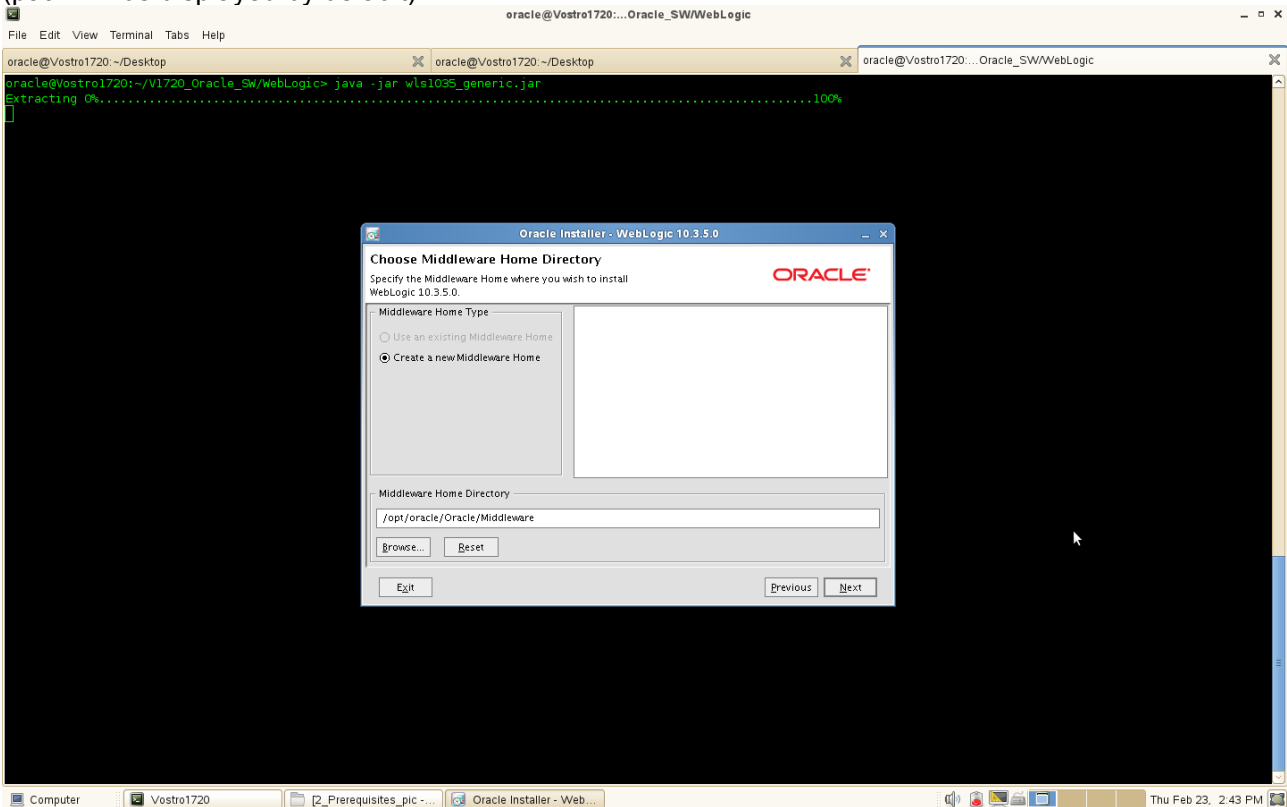 oracle@Vostro1720:...Oracle_SW/WebLogic
File Edit View Terminal Tabs Help
oracle@Vostro1720:~/Desktop
oracle@Vostro1720:~/Desktop
oracle@Vostro1720:...Oracle_SW/WebLogic
oracle@Vostro1720:~/V1720_Oracle_SW/WebLogic> java -jar wls1035_generic.jar
Extracting 0%....................................................................................................100%
Oracle Installer - WebLogic 10.3.5.0
Choose Middleware Home Directory
Specify the Middleware Home where you wish to install
WebLogic 10.3.5.0.
ORACLE
Middleware Home Type
Use an existing Middleware Home
Create a new Middleware Home
Middleware Home Directory
/opt/oracle/Oracle/Middleware
Browse... Reset
Exit Previous Next
Computer Vostro1720 [2_Prerequisites_pic -... Oracle Installer - Web... Thu Feb 23, 2:43 PM